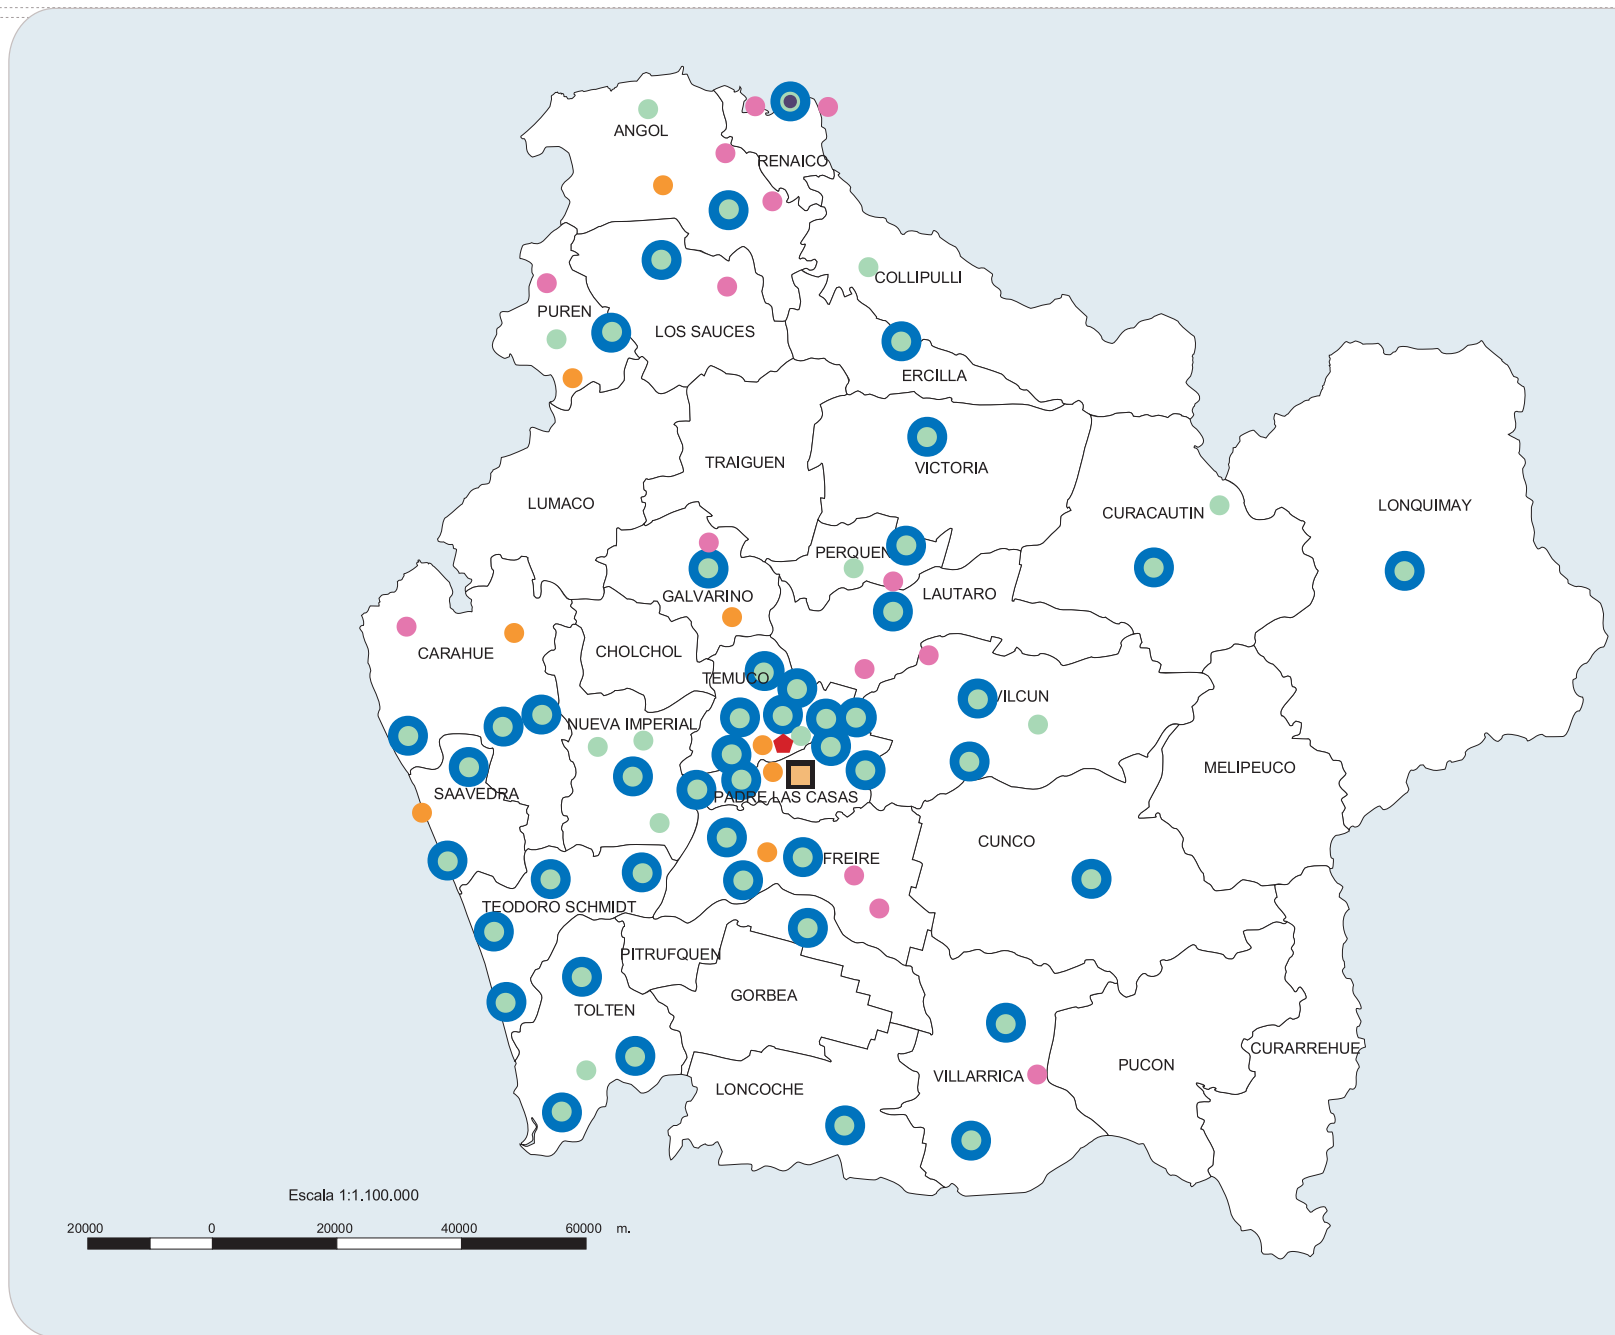 ANGOL
RENAICO
COLLIPULLI
PUREN
LOS SAUCES
ERCILLA
TRAIGUEN
VICTORIA
LUMACO
CURACAUTIN
LONQUIMAY
PERQUEN
GALVARINO
LAUTARO
CARAHUE
CHOLCHOL
TEMUCO
VILCUN
NUEVA IMPERIAL
MELIPEUCO
SAAVEDRA
PADRE LAS CASAS
CUNCO
FREIRE
TEODORO SCHMIDT
PITRUFQUEN
GORBEA
TOLTEN
CURARREHUE
PUCON
VILLARRICA
LONCOCHE
Escala 1:1.100.000
20000 0 20000 40000 60000 m.